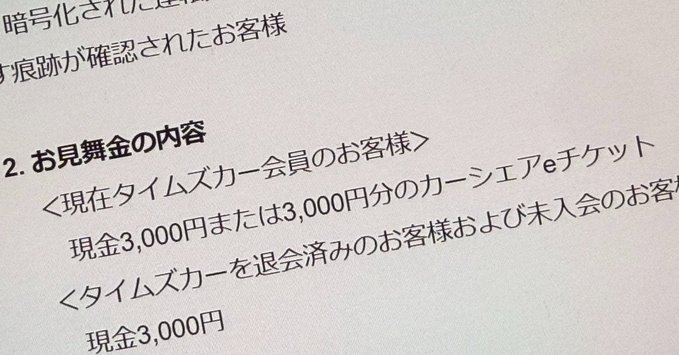 暗号化された
す痕跡が確認されたお客様
2. お見舞金の内容
<現在タイムズカー会員のお客様>
現金3,000円または3,000円分のカーシェアeチケット
<タイムズカーを退会済みのお客様および未入会のお客
現金3,000円